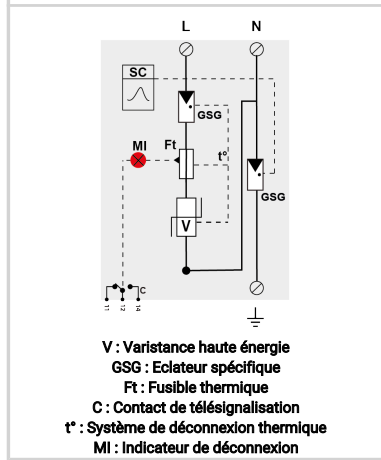 L N
SC
GSG
MI Ft
t°
GSG
V
C
11 12 14
V : Varistance haute énergie
GSG : Eclateur spécifique
Ft : Fusible thermique
C : Contact de télésignalisation
t° : Système de déconnexion thermique
MI : Indicateur de déconnexion